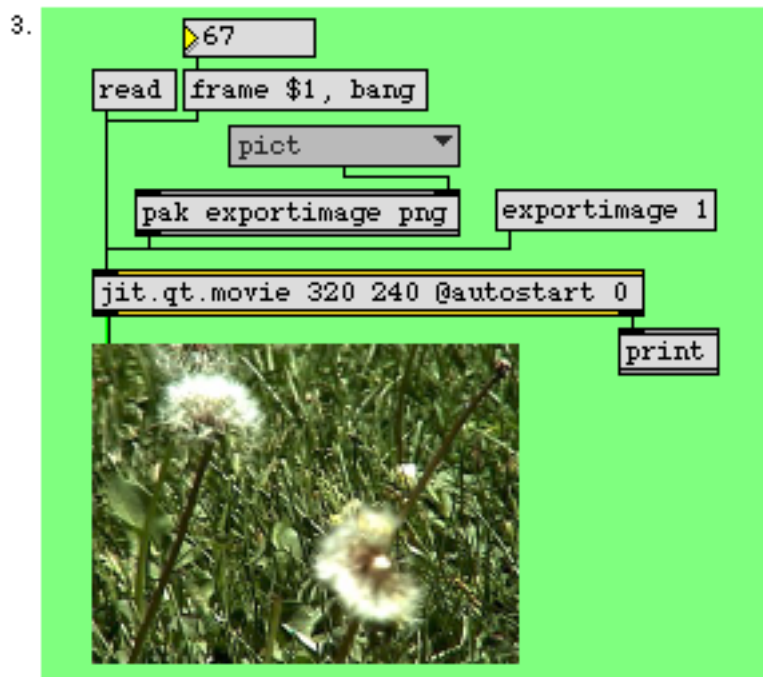 3.
67
read
frame $1, bang
pict
pak exportimage png
exportimage 1
jit.qt.movie 320 240 @autostart 0
print